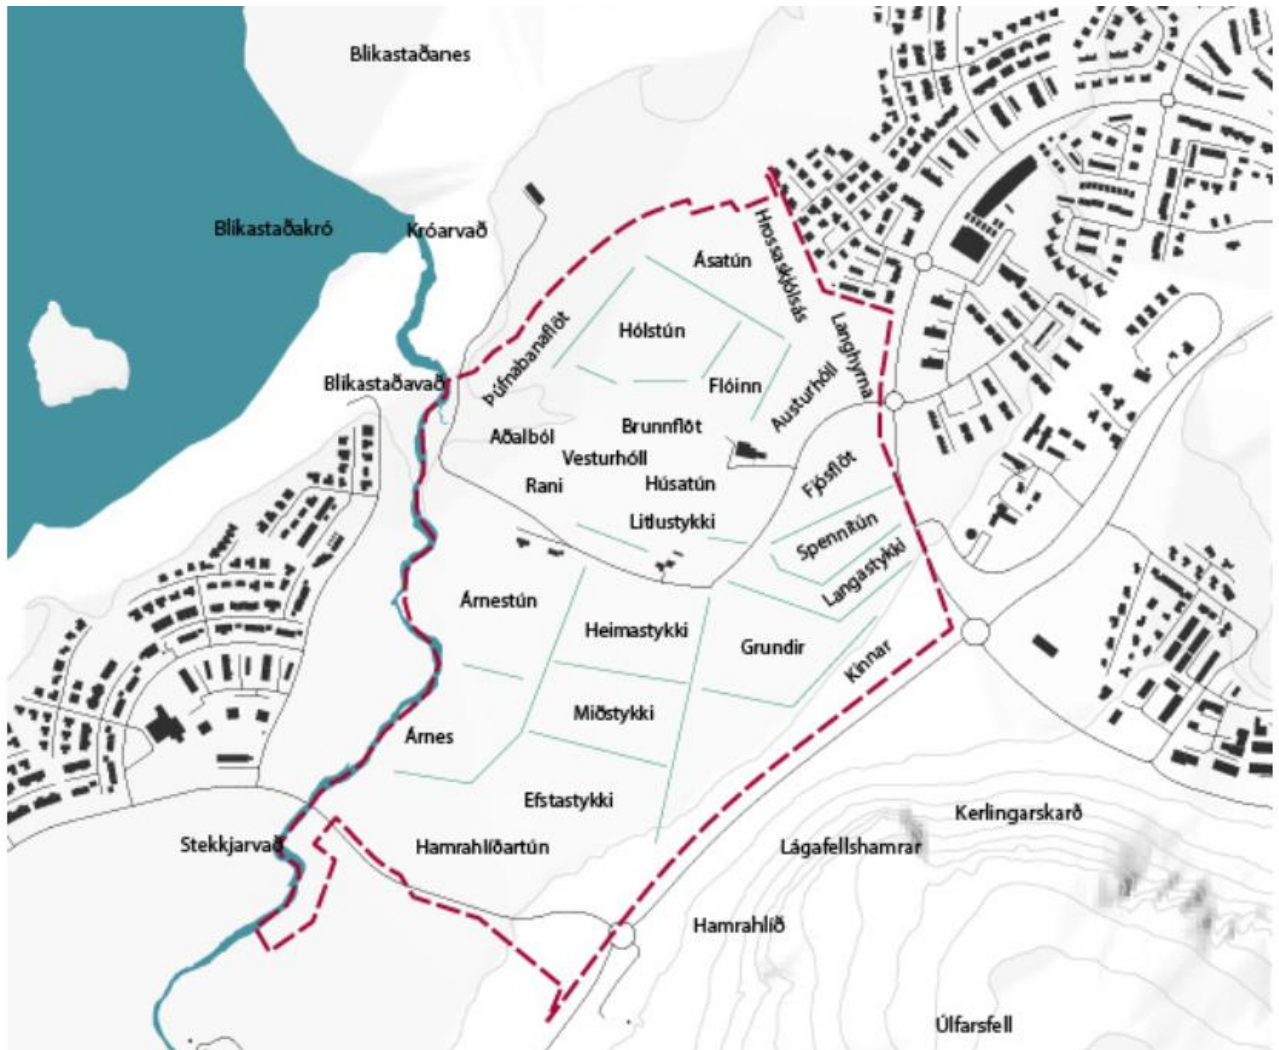 Blikastaðanes
Blikastaðakró
Króarvað
Hrossaskjólsás
Ásatún
Hólstún
Þúfnabanaflöt
Langhyrna
Blikastaðavað
Flóinn
Austurhóll
Brunnflöt
Aðalból
Vesturhóll
Rani
Húsatún
Fjósflöt
Litlustykki
Spennitún
Langastykki
Árnestún
Heimastykki
Grundir
Kinnar
Miðstykki
Árnes
Efstastykki
Kerlingarskarð
Stekkjarvað
Hamrahlíðartún
Lágafellshamrar
Hamrahlíð
Úlfarsfell